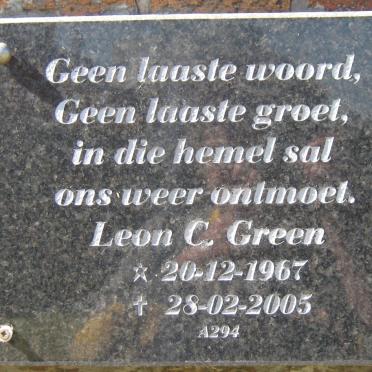 Geen laaste woord,
Geen laaste groet,
in die hemel sal
ons weer ontmoet.
Leon C. Green
☆ 20-12-1967
† 28-02-2005
A294